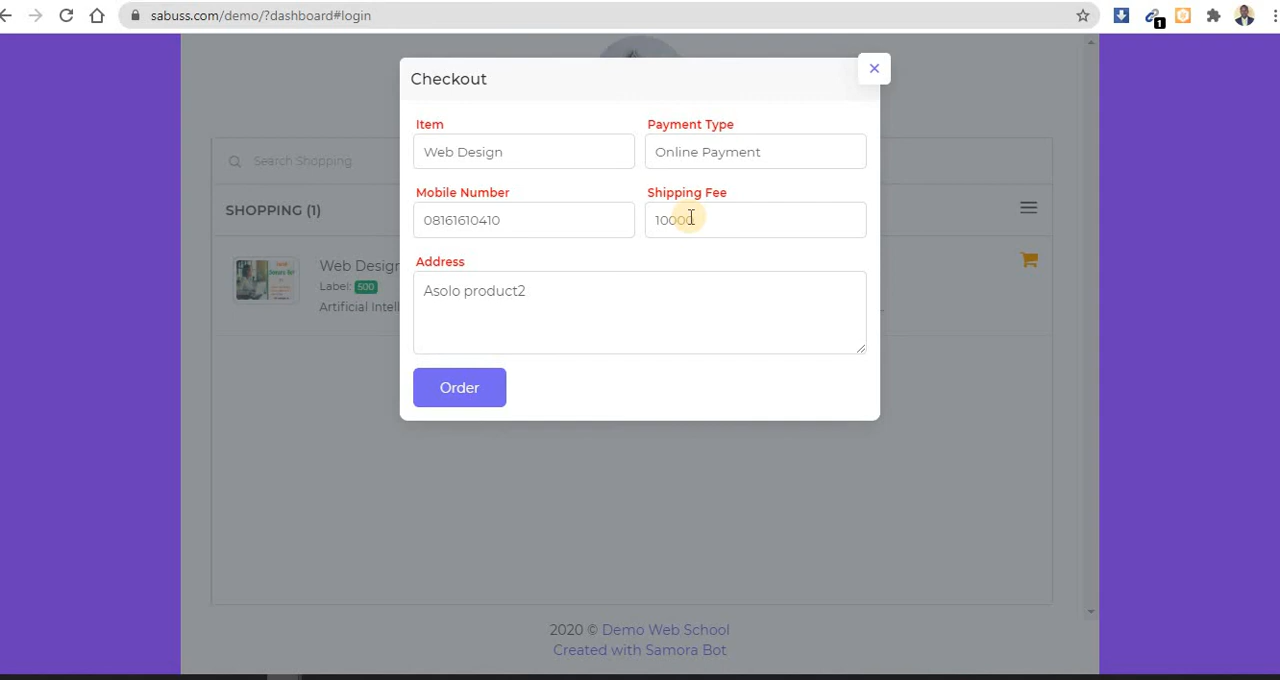 sabuss.com/demo/?dashboard#login
1
Checkout
Item
Payment Type
Web Design
Online Payment
Mobile Number
Shipping Fee
08161610410
10000
Address
Asolo product2
Order
Search Shopping
SHOPPING (1)
Web Design
Label: 500
Artificial Intell
2020 © Demo Web School
Created with Samora Bot